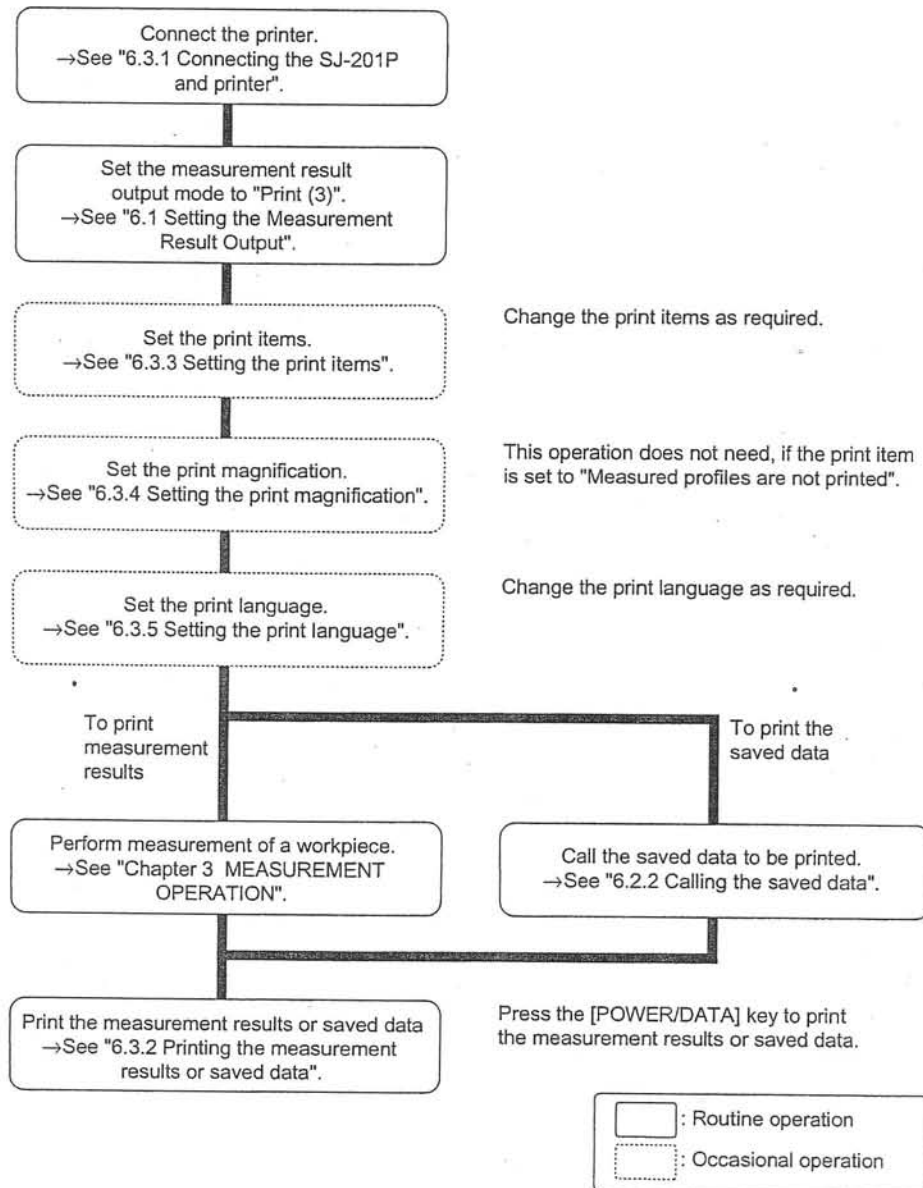 Connect the printer.
→See "6.3.1 Connecting the SJ-201P
and printer".
Set the measurement result
output mode to "Print (3)".
→See "6.1 Setting the Measurement
Result Output".
Set the print items.
→See "6.3.3 Setting the print items".
Change the print items as required.
Set the print magnification.
→See "6.3.4 Setting the print magnification".
This operation does not need, if the print item
is set to "Measured profiles are not printed".
Set the print language.
→See "6.3.5 Setting the print language".
Change the print language as required.
To print
measurement
results
To print the
saved data
Perform measurement of a workpiece.
→See "Chapter 3 MEASUREMENT
OPERATION".
Call the saved data to be printed.
→See "6.2.2 Calling the saved data".
Print the measurement results or saved data
→See "6.3.2 Printing the measurement
results or saved data".
Press the [POWER/DATA] key to print
the measurement results or saved data.
: Routine operation
: Occasional operation